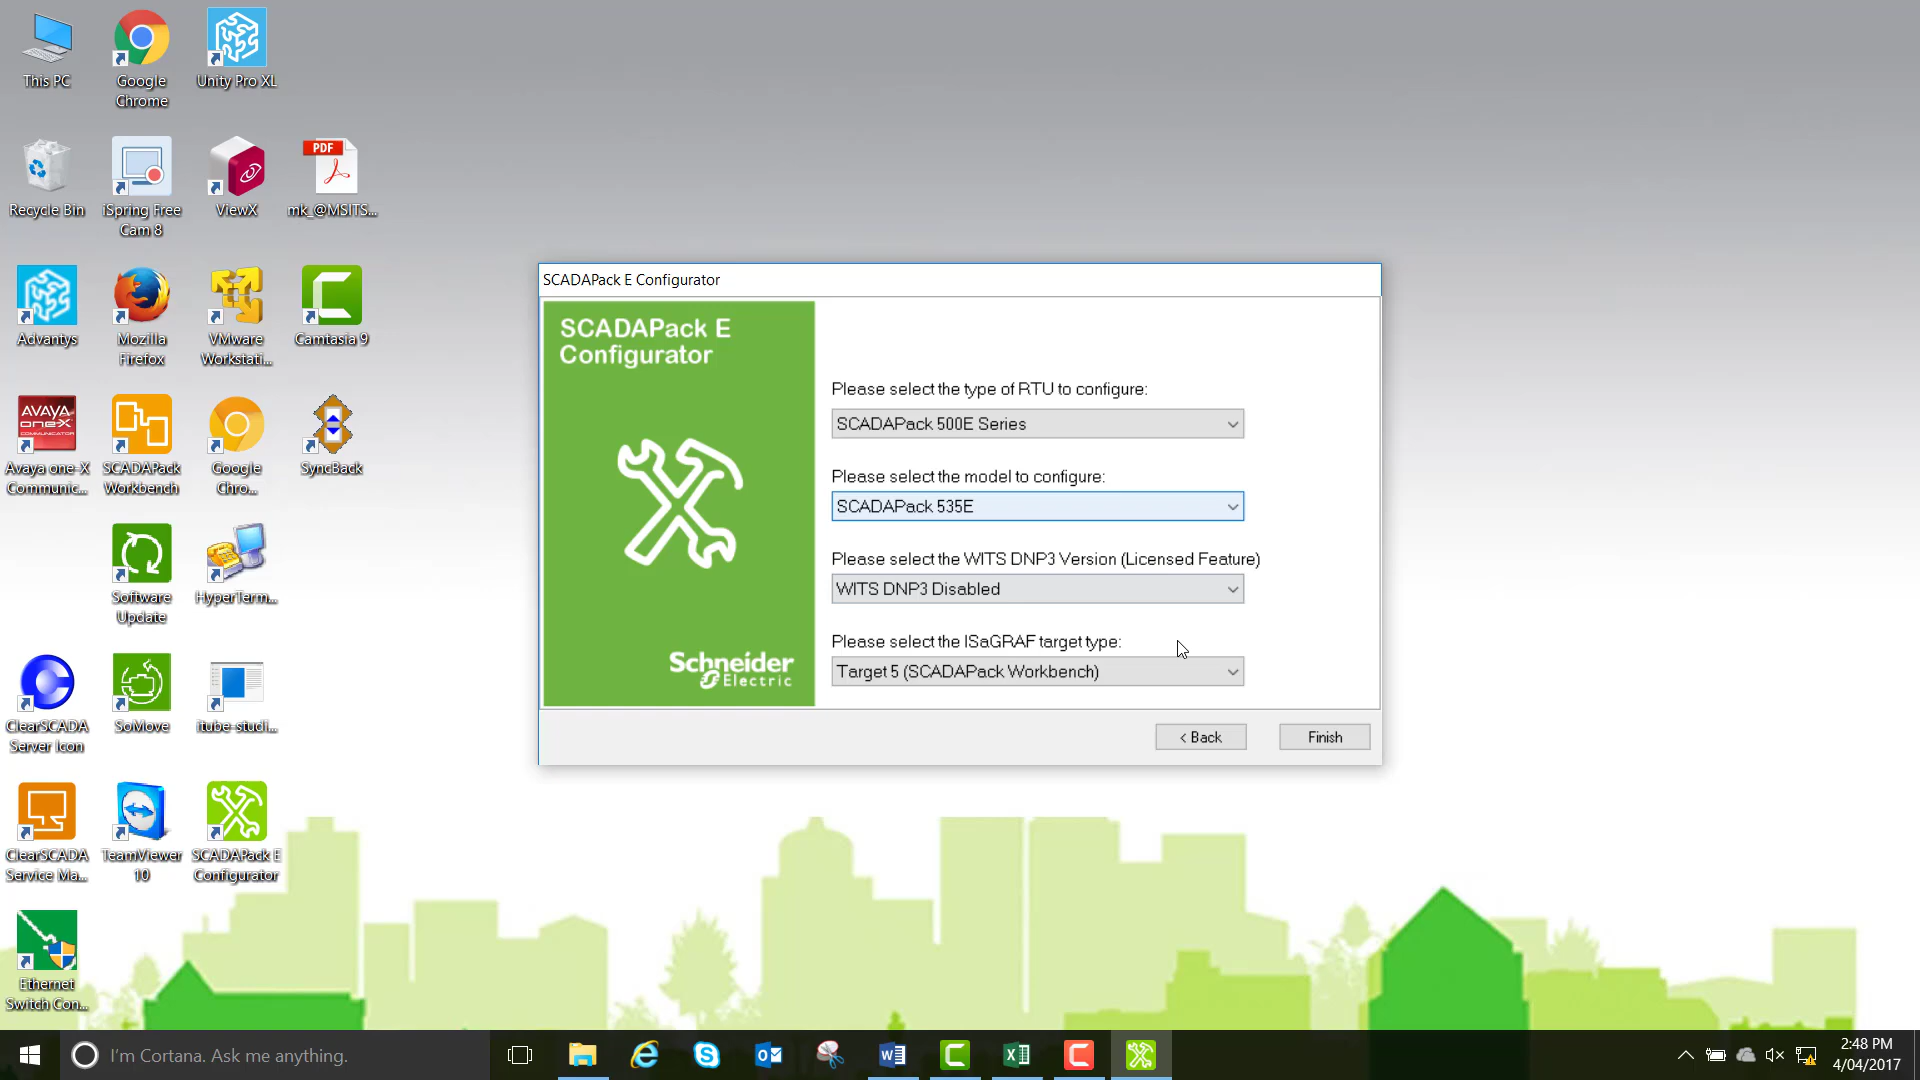 This PC
Google
Chrome
Unity Pro XL
Recycle Bin
iSpring Free
Cam 8
ViewX
PDF
mk_@MSITS...
Advantys
Mozilla
Firefox
VMware
Workstati...
Camtasia 9
AVAYA
one-X
COMMUNICATOR
Avaya one-X
Communic...
SCADAPack
Workbench
Google
Chro...
SyncBack
Software
Update
HyperTerm...
ClearSCADA
Server Icon
SoMove
itube-studi...
ClearSCADA
Service Ma...
TeamViewer
10
SCADAPack E
Configurator
Ethernet
Switch Con...
SCADAPack E Configurator
SCADAPack E
Configurator
Schneider
Electric
Please select the type of RTU to configure:
SCADAPack 500E Series
Please select the model to configure:
SCADAPack 535E
Please select the WITS DNP3 Version (Licensed Feature)
WITS DNP3 Disabled
Please select the ISaGRAF target type:
Target 5 (SCADAPack Workbench)
< Back
Finish
I'm Cortana. Ask me anything.
2:48 PM
4/04/2017